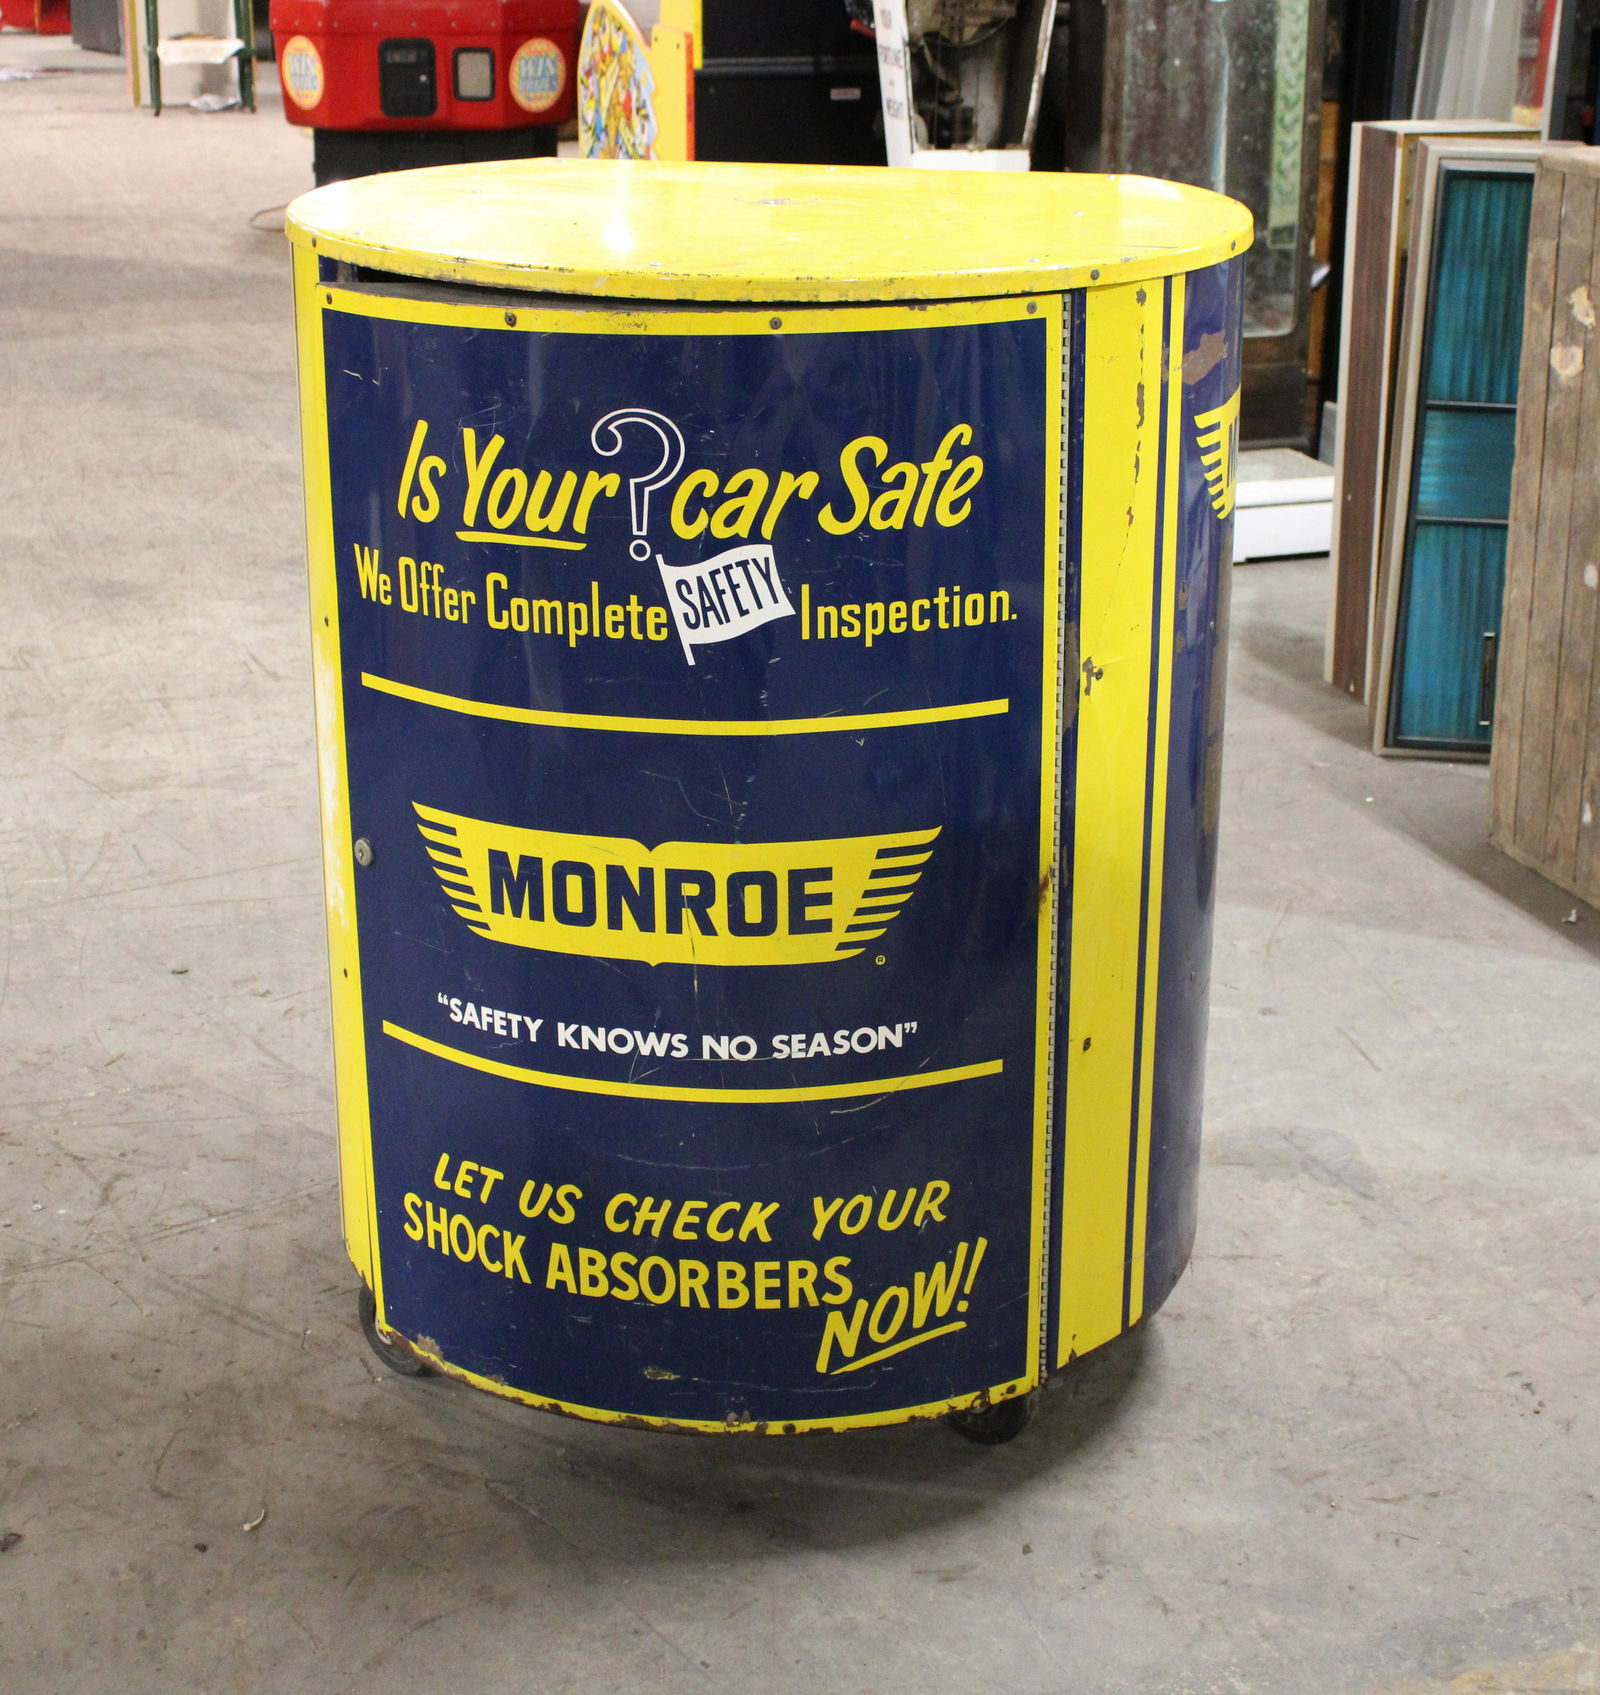 Is Your ? car Safe
We Offer Complete SAFETY Inspection.
MONROE
®
“SAFETY KNOWS NO SEASON”
LET US CHECK YOUR
SHOCK ABSORBERS
NOW!
WEIGHT